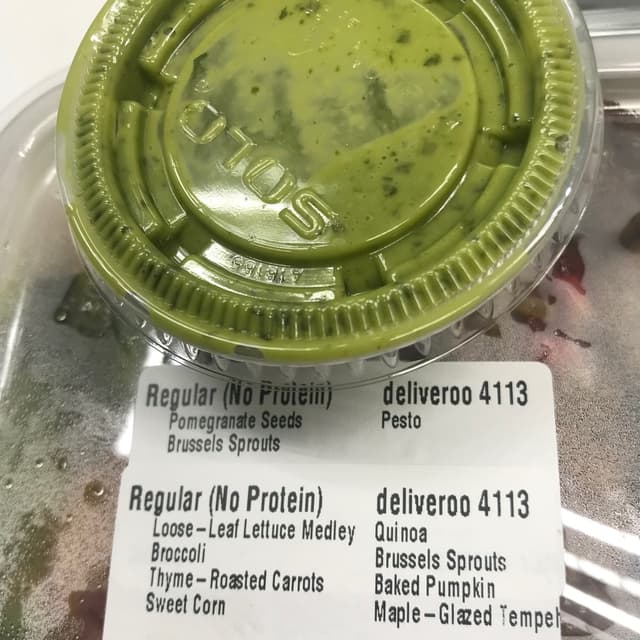 SOLO
Regular (No Protein) deliveroo 4113
Pomegranate Seeds Pesto
Brussels Sprouts
Regular (No Protein) deliveroo 4113
Loose-Leaf Lettuce Medley Quinoa
Broccoli Brussels Sprouts
Thyme-Roasted Carrots Baked Pumpkin
Sweet Corn Maple-Glazed Tempeh